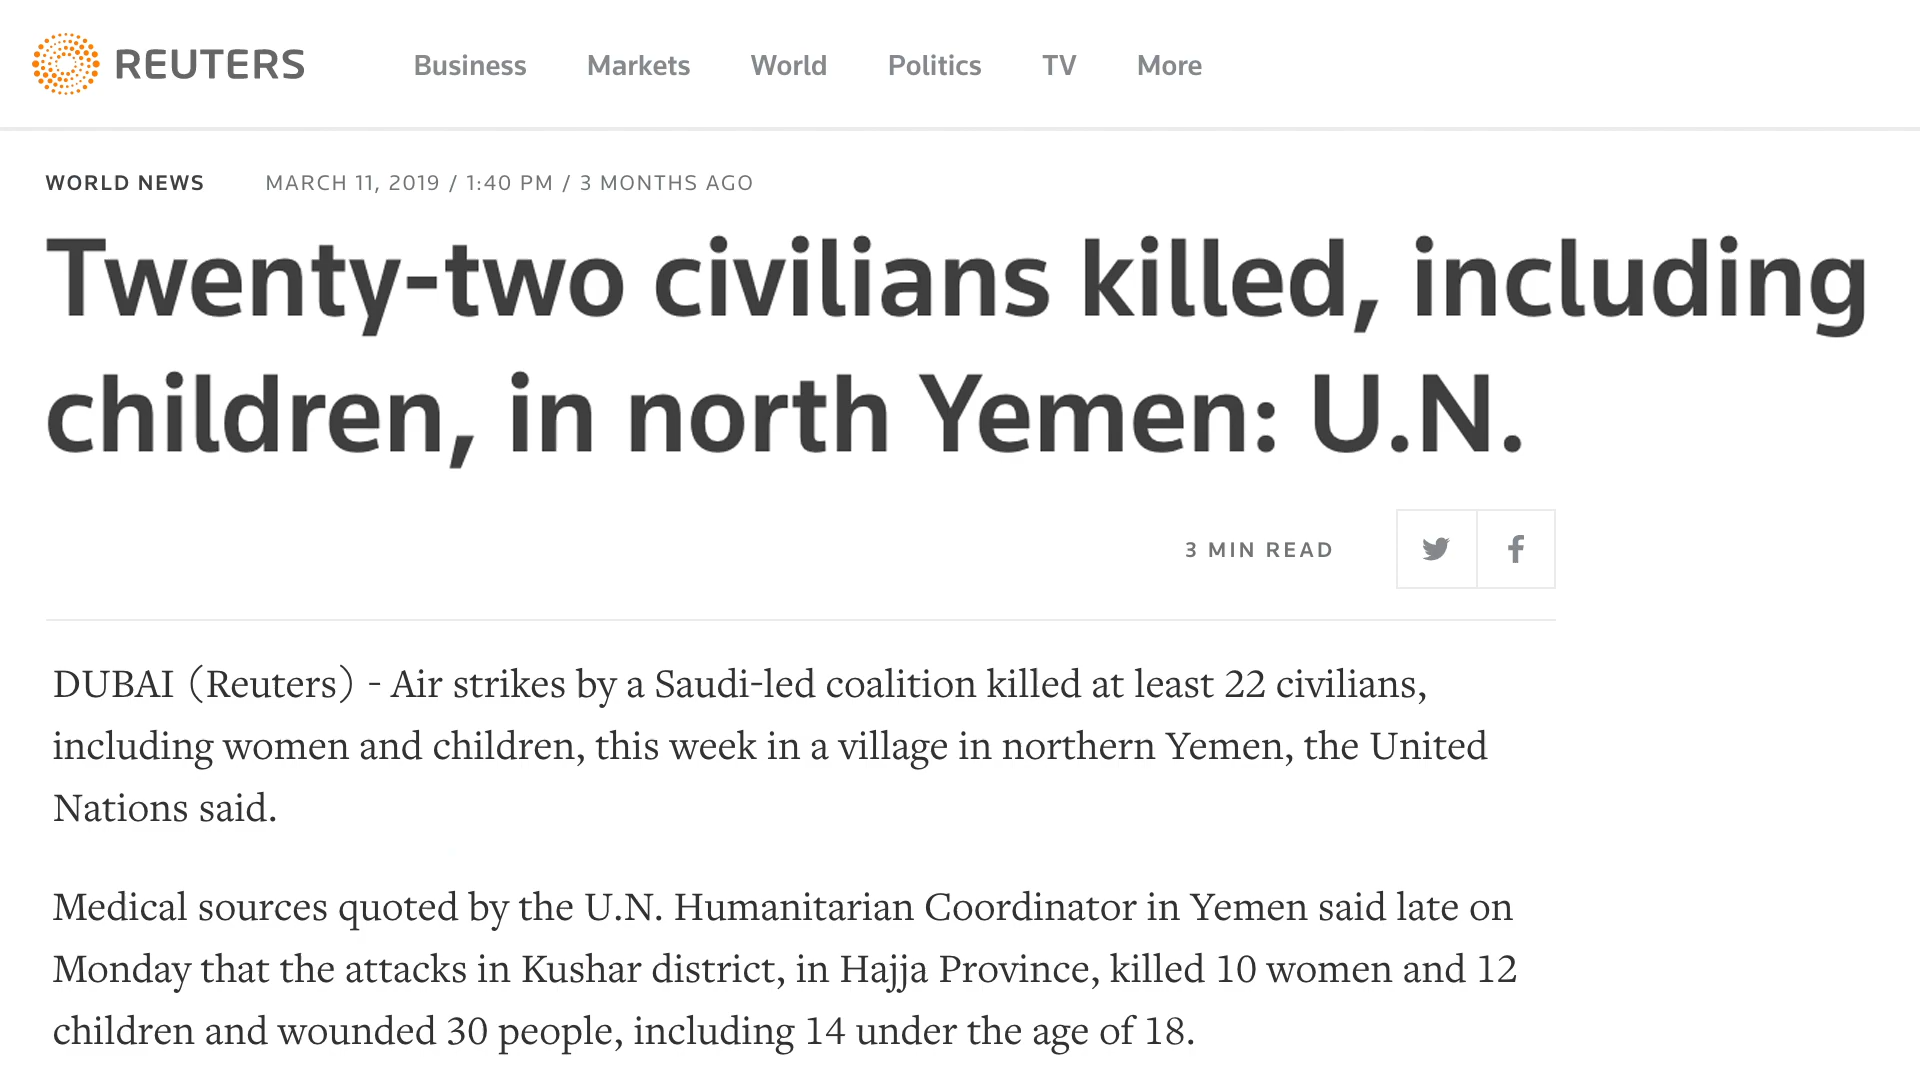 REUTERS
Business Markets World Politics TV More
WORLD NEWS MARCH 11, 2019 / 1:40 PM / 3 MONTHS AGO
Twenty-two civilians killed, including
children, in north Yemen: U.N.
3 MIN READ
DUBAI (Reuters) - Air strikes by a Saudi-led coalition killed at least 22 civilians,
including women and children, this week in a village in northern Yemen, the United
Nations said.
Medical sources quoted by the U.N. Humanitarian Coordinator in Yemen said late on
Monday that the attacks in Kushar district, in Hajja Province, killed 10 women and 12
children and wounded 30 people, including 14 under the age of 18.